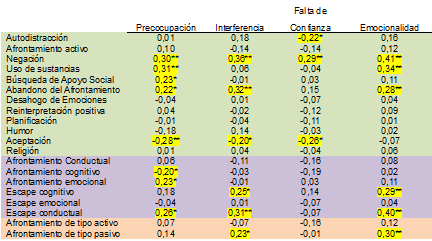 Falta de
Preocupación Interferencia Confianza Emocionalidad
Autodistracción 0,01 0,18 -0,22* 0,16
Afrontamiento activo 0,10 -0,14 -0,14 0,12
Negación 0,30** 0,36** 0,29** 0,41**
Uso de sustancias 0,31** 0,06 -0,04 0,34**
Búsqueda de Apoyo Social 0,23* -0,01 0,03 0,11
Abandono del Afrontamiento 0,22* 0,32** 0,15 0,28**
Desahogo de Emociones -0,04 0,01 -0,07 0,04
Reinterpretación positiva 0,04 -0,02 -0,12 0,09
Planificación -0,01 -0,04 -0,11 0,01
Humor -0,18 0,14 -0,03 0,02
Aceptación -0,28** -0,20* -0,26* -0,07
Religión 0,01 0,04 -0,04 0,06
Afrontamiento Conductual 0,06 -0,11 -0,16 0,08
Afrontamiento cognitivo -0,20* -0,03 -0,19 0,02
Afrontamiento emocional 0,23* -0,01 0,03 0,11
Escape cognitivo 0,18 0,25* 0,14 0,29**
Escape emocional -0,04 0,01 -0,07 0,04
Escape conductual 0,26* 0,31** -0,07 0,40**
Afrontamiento de tipo activo 0,07 -0,07 -0,16 0,12
Afrontamiento de tipo pasivo 0,14 0,23* -0,01 0,30**